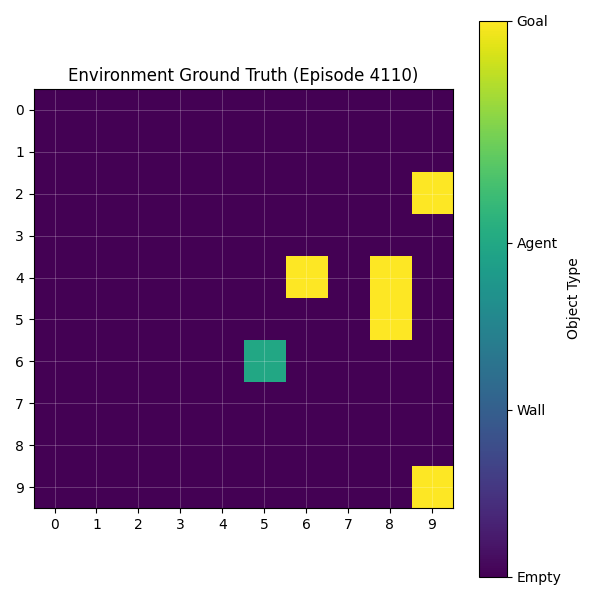 Environment Ground Truth (Episode 4110)
0
1
2
3
4
5
6
7
8
9
0 1 2 3 4 5 6 7 8 9
Goal
Agent
Wall
Empty
Object Type